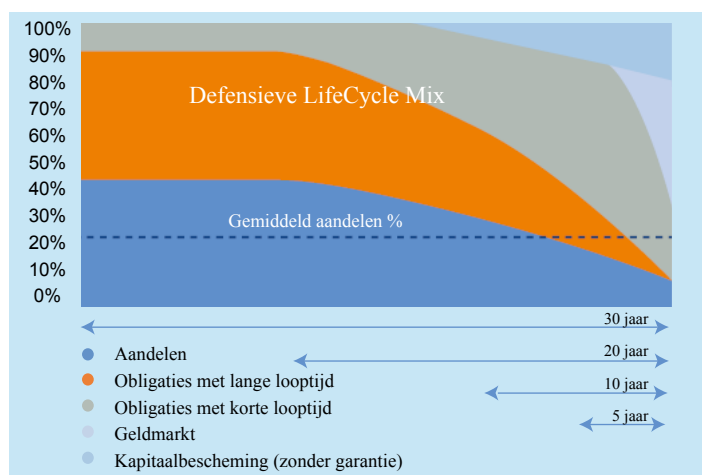 100%
90%
80%
70%
60%
50%
40%
30%
20%
10%
0%
Defensieve LifeCycle Mix
Gemiddeld aandelen %
30 jaar
20 jaar
10 jaar
5 jaar
Aandelen
Obligaties met lange looptijd
Obligaties met korte looptijd
Geldmarkt
Kapitaalbescheming (zonder garantie)